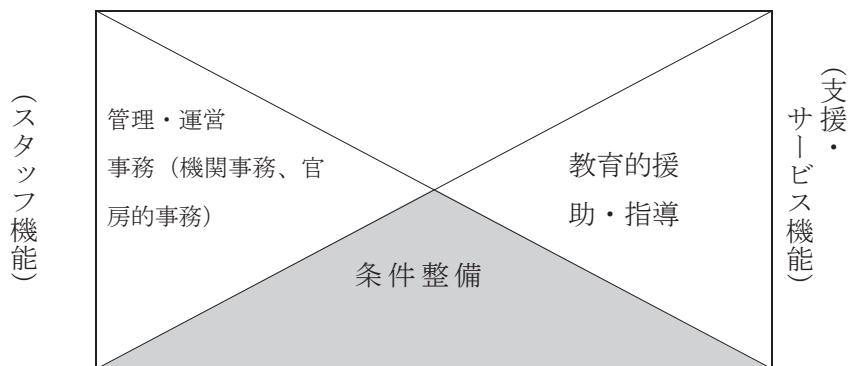 (スタッフ機能)
管理・運営
事務（機関事務、官
房的事務）
教育的援
助・指導
条件整備
(支援・
サービス機能)